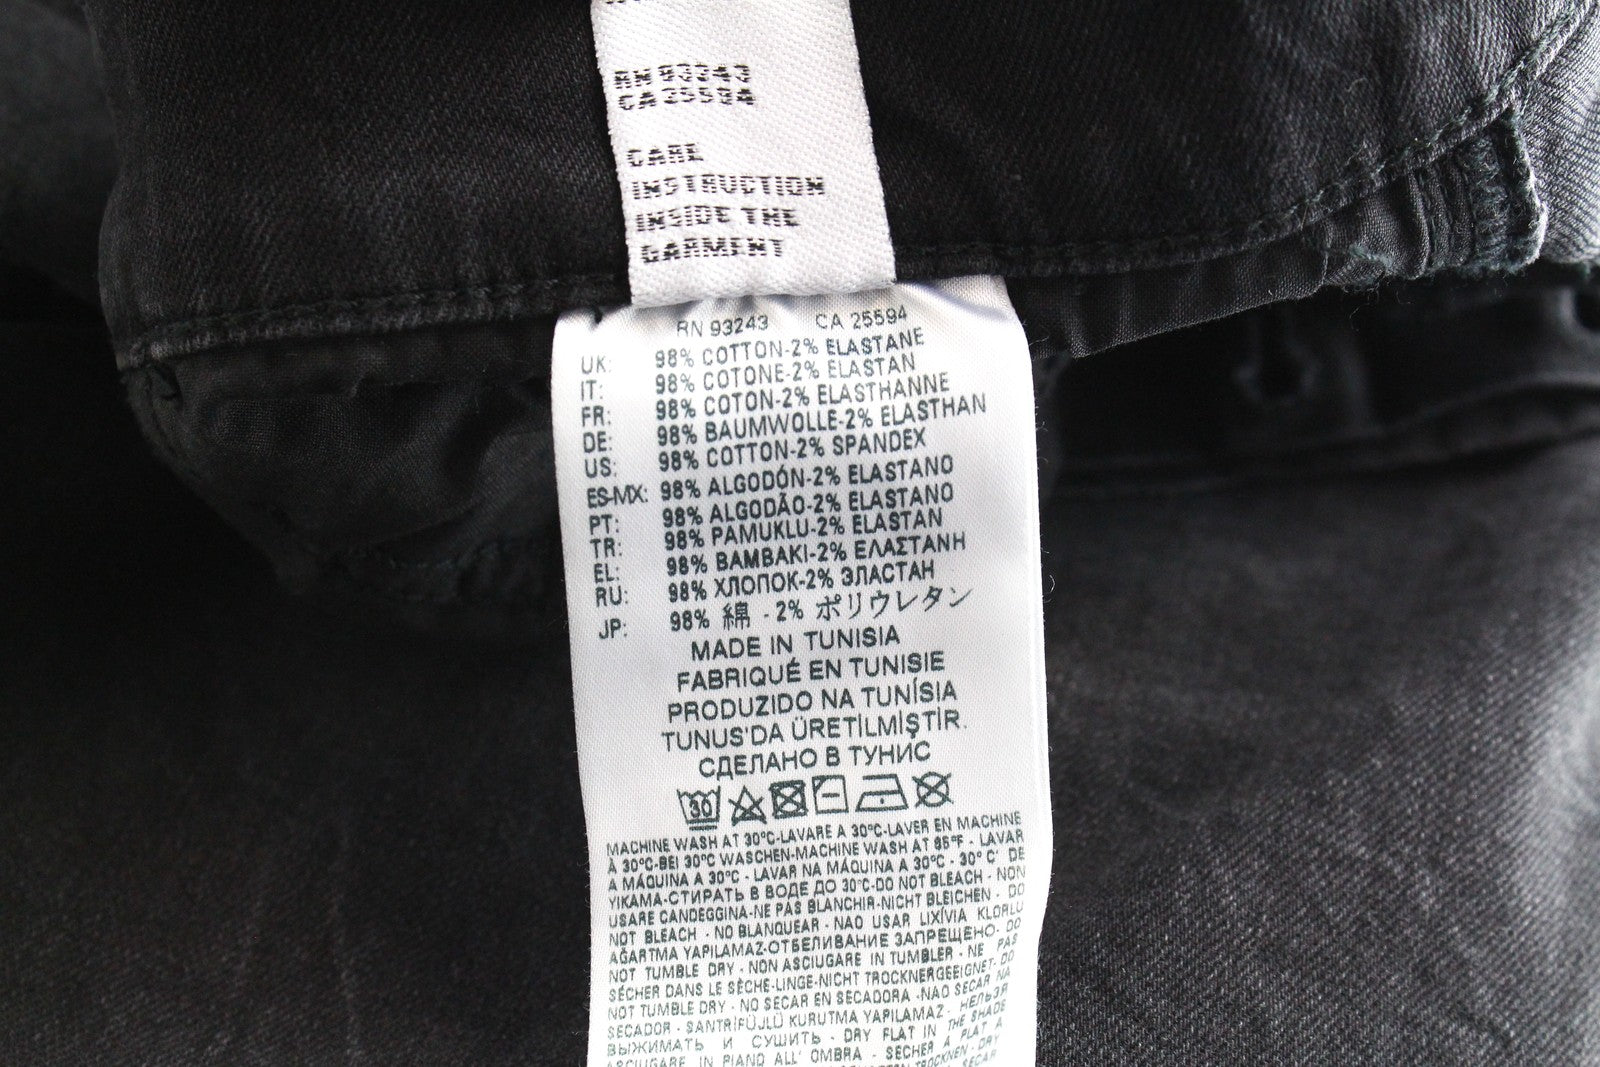 RN 93243
CA 25594
CARE
INSTRUCTION
INSIDE THE
GARMENT
RN 93243 CA 25594
UK: 98% COTTON-2% ELASTANE
IT: 98% COTONE-2% ELASTAN
FR: 98% COTON-2% ELASTHANNE
DE: 98% BAUMWOLLE-2% ELASTHAN
US: 98% COTTON-2% SPANDEX
ES-MX: 98% ALGODÓN-2% ELASTANO
PT: 98% ALGODÃO-2% ELASTANO
TR: 98% PAMUKLU-2% ELASTAN
EL: 98% ΒΑΜΒΑΚΙ-2% ΕΛΑΣΤΑΝΗ
RU: 98% ХЛОПОК-2% ЭЛАСТАН
JP: 98% 綿 - 2% ポリウレタン
MADE IN TUNISIA
FABRIQUÉ EN TUNISIE
PRODUZIDO NA TUNÍSIA
TUNUS'DA ÜRETİLMİŞTİR.
СДЕЛАНО В ТУНИС
30
MACHINE WASH AT 30°C-LAVARE A 30°C-LAVER EN MACHINE
À 30°C-BEI 30°C WASCHEN-MACHINE WASH AT 85°F - LAVAR
A MÁQUINA A 30°C - LAVAR NA MÁQUINA A 30°C - 30° C' DE
YIKAMA-СТИРАТЬ В ВОДЕ ДО 30°C-DO NOT BLEACH - NON
USARE CANDEGGINA-NE PAS BLANCHIR-NICHT BLEICHEN - DO
NOT BLEACH - NO BLANQUEAR - NAO USAR LIXÍVIA KLORLU
AĞARTMA YAPILAMAZ-ОТБЕЛИВАНИЕ ЗАПРЕЩЕНО- DO
NOT TUMBLE DRY - NON ASCIUGARE IN TUMBLER - NE PAS
SÉCHER DANS LE SÈCHE-LINGE-NICHT TROCKNERGEEIGNET- DO
NOT TUMBLE DRY - NO SECAR EN SECADORA -NAO SECAR NA
SECADOR - SANTRİFÜJLÜ KURUTMA YAPILAMAZ - НЕЛЬЗЯ
ВЫЖИМАТЬ И СУШИТЬ - DRY FLAT IN THE SHADE
ASCIUGARE IN PIANO ALL' OMBRA - SÉCHER À PLAT A
TROCKNEN - DRY